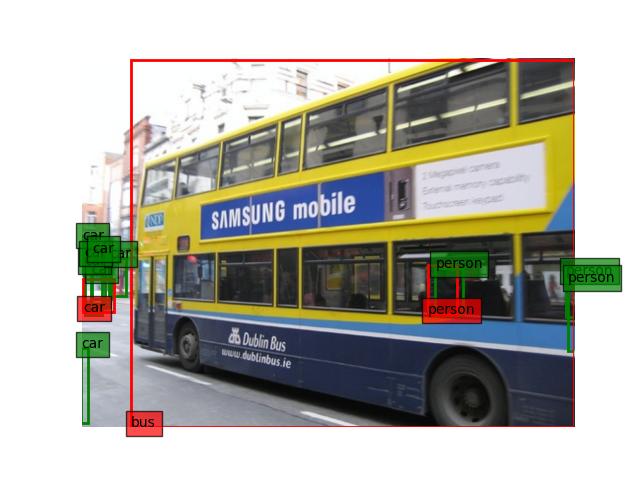 car
car
car
car
person
person
person
2 Megapixel camera
External memory capability
Touchscreen keypad
SAMSUNG mobile
car
person
car
Dublin Bus
www.dublinbus.ie
bus